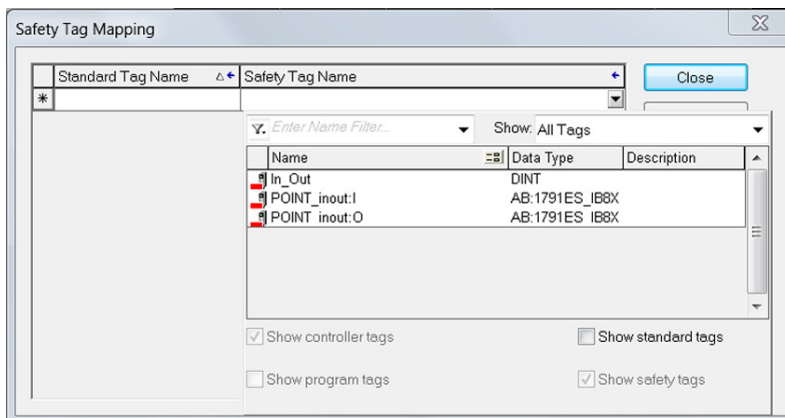 Safety Tag Mapping
Standard Tag Name Safety Tag Name Close
*
Enter Name Filter... Show: All Tags
Name Data Type Description
In_Out DINT
POINT_inout:I AB:1791ES_IB8X
POINT_inout:O AB:1791ES_IB8X
Show controller tags Show standard tags
Show program tags Show safety tags